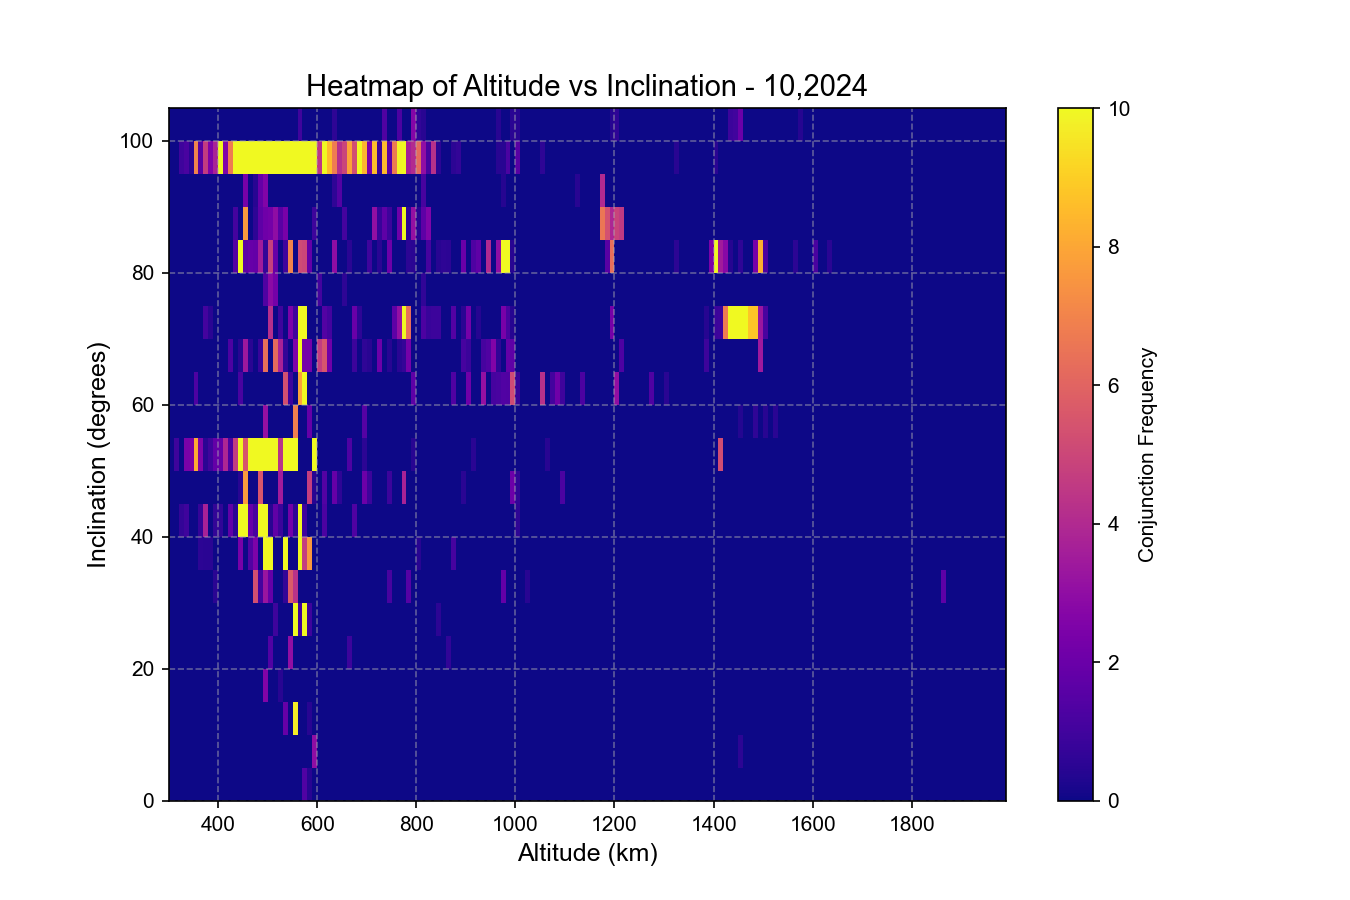 Heatmap of Altitude vs Inclination - 10,2024
100
80
60
40
20
0
Inclination (degrees)
400 600 800 1000 1200 1400 1600 1800
Altitude (km)
10
8
6
4
2
0
Conjunction Frequency